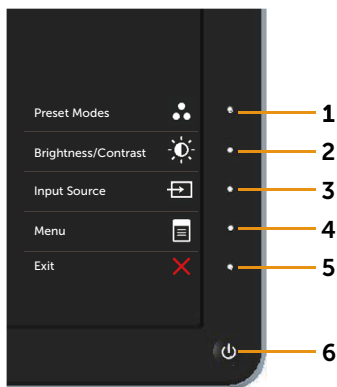 Preset Modes
1
Brightness/Contrast
2
Input Source
3
Menu
4
Exit
5
6